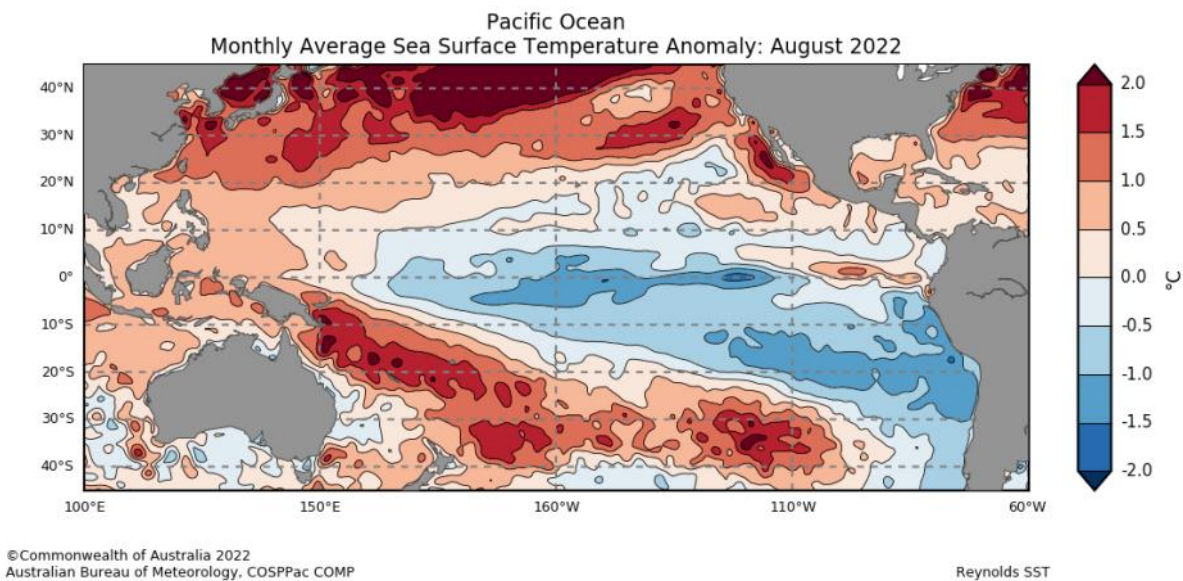 Pacific Ocean
Monthly Average Sea Surface Temperature Anomaly: August 2022
40°N
30°N
20°N
10°N
0°
10°S
20°S
30°S
40°S
100°E
150°E
160°W
110°W
60°W
2.0
1.5
1.0
0.5
0.0
-0.5
-1.0
-1.5
-2.0
°C
©Commonwealth of Australia 2022
Australian Bureau of Meteorology, COSPPac COMP
Reynolds SST